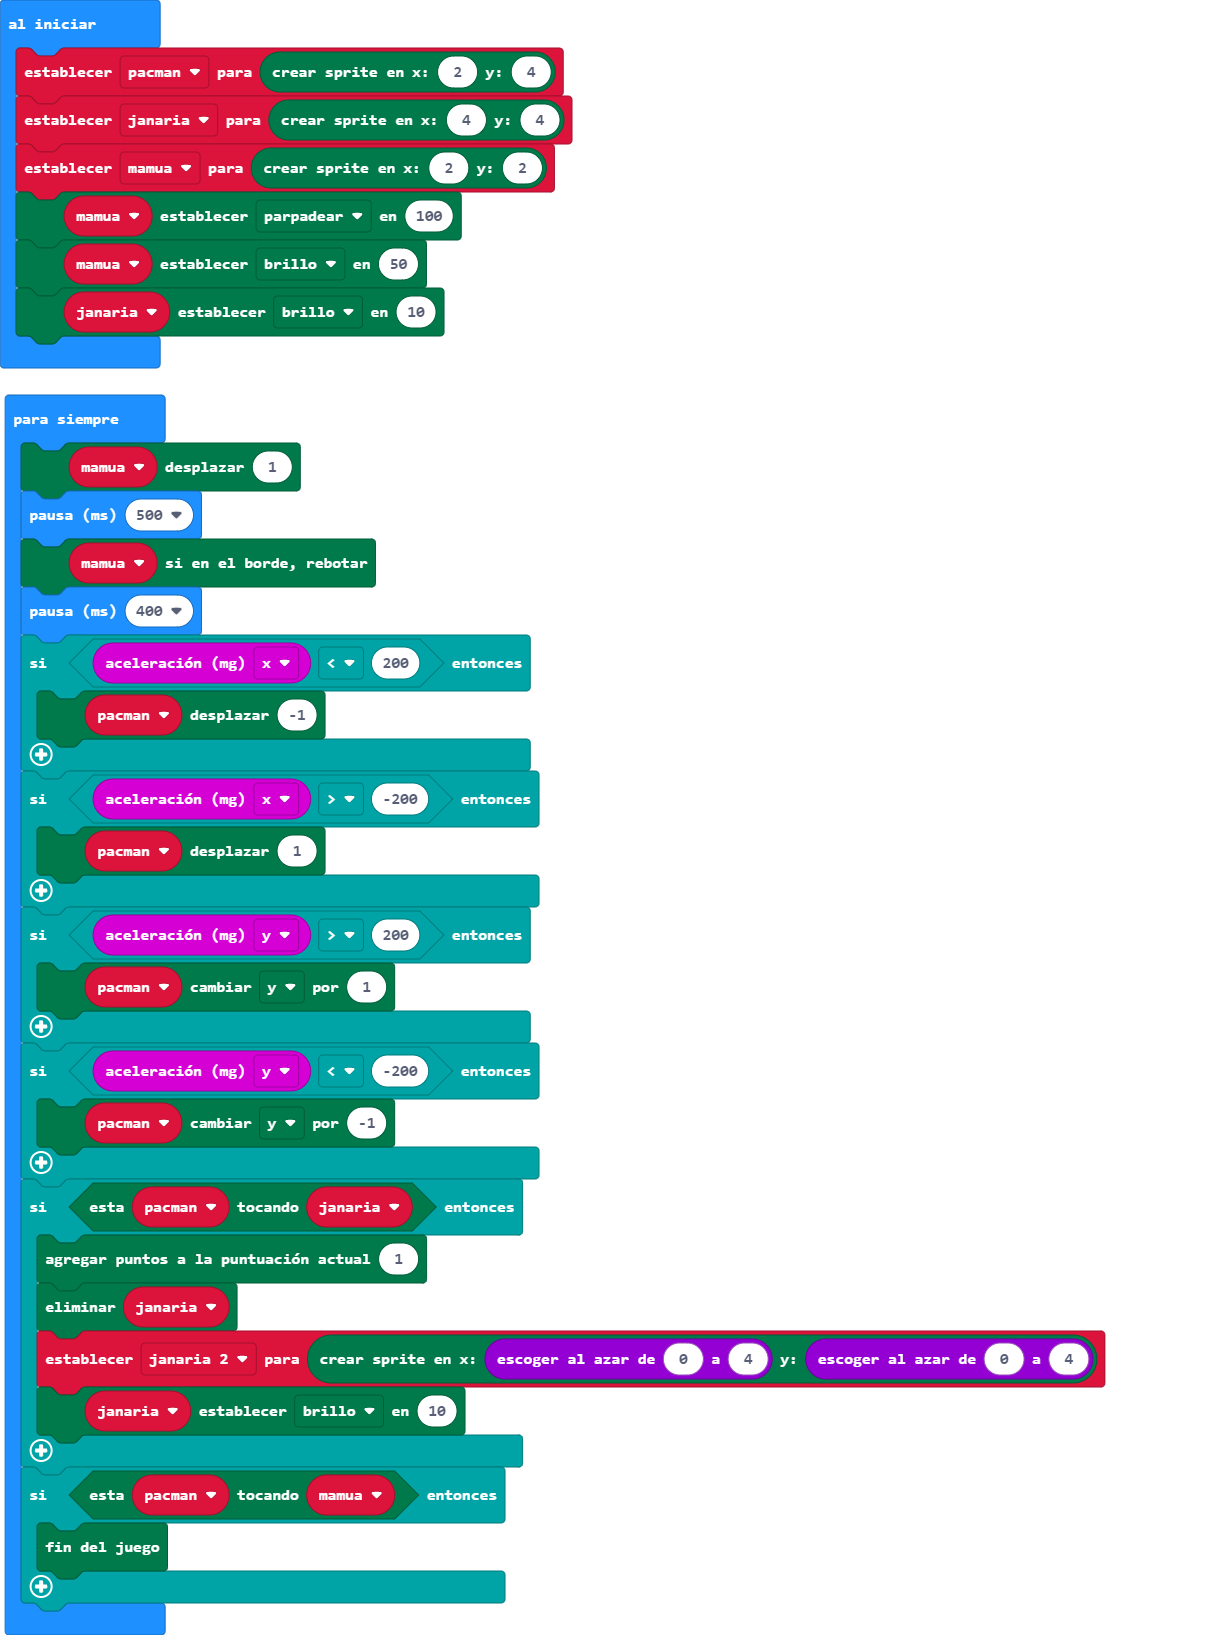 al iniciar
establecer pacman para crear sprite en x: 2 y: 4
establecer janaria para crear sprite en x: 4 y: 4
establecer mamua para crear sprite en x: 2 y: 2
mamua establecer parpadear en 100
mamua establecer brillo en 50
janaria establecer brillo en 10
para siempre
mamua desplazar 1
pausa (ms) 500
mamua si en el borde, rebotar
pausa (ms) 400
si aceleración (mg) x < 200 entonces
pacman desplazar -1
si aceleración (mg) x > -200 entonces
pacman desplazar 1
si aceleración (mg) y > 200 entonces
pacman cambiar y por 1
si aceleración (mg) y < -200 entonces
pacman cambiar y por -1
si esta pacman tocando janaria entonces
agregar puntos a la puntuación actual 1
eliminar janaria
establecer janaria 2 para crear sprite en x: escoger al azar de 0 a 4 y: escoger al azar de 0 a 4
janaria establecer brillo en 10
si esta pacman tocando mamua entonces
fin del juego